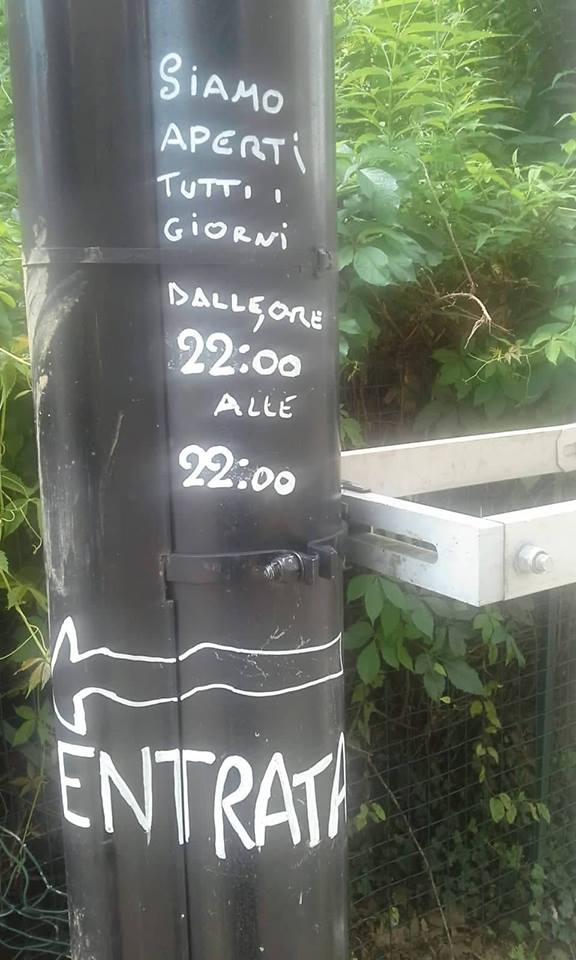 SiAMO
APERTi
TUTTi i
GiORNi
DALLE ORE
22:00
ALLE
22:00
ENTRATA